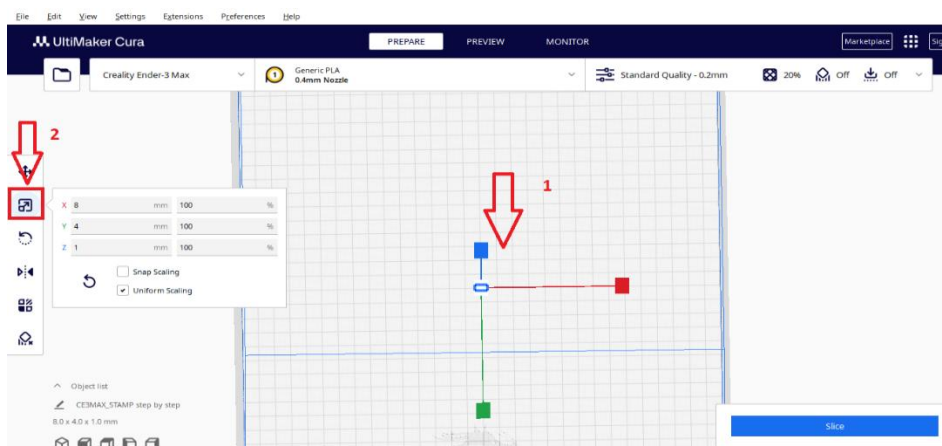 File Edit View Settings Extensions Preferences Help
UltiMaker Cura PREPARE PREVIEW MONITOR Marketplace
Creality Ender-3 Max 1 Generic PLA Standard Quality - 0.2mm 20% Off Off
0.4mm Nozzle
2
1
X 8 mm 100 %
Y 4 mm 100 %
Z 1 mm 100 %
Snap Scaling
Uniform Scaling
Object list
CE3MAX_STAMP step by step
8.0 x 4.0 x 1.0 mm
Slice